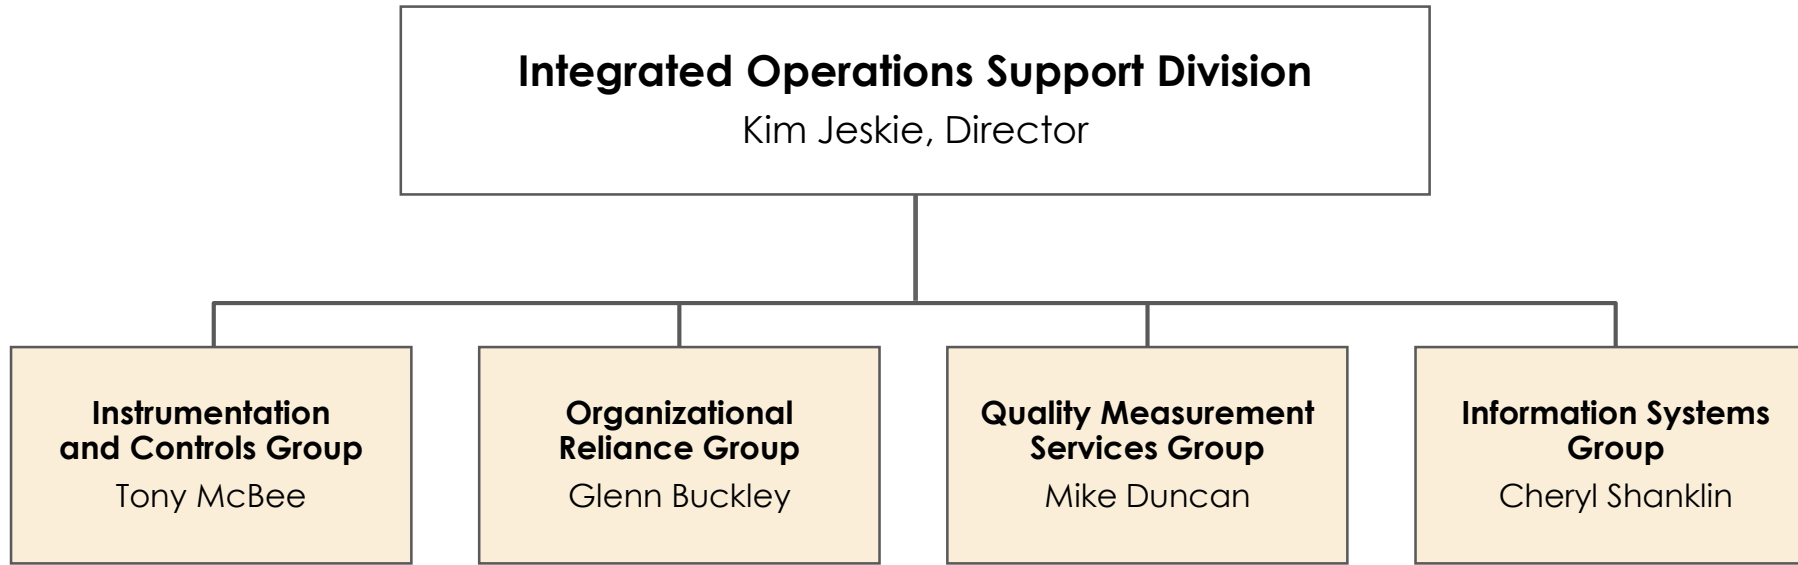 Integrated Operations Support Division
Kim Jeskie, Director
Instrumentation
and Controls Group
Tony McBee
Organizational
Reliance Group
Glenn Buckley
Quality Measurement
Services Group
Mike Duncan
Information Systems
Group
Cheryl Shanklin